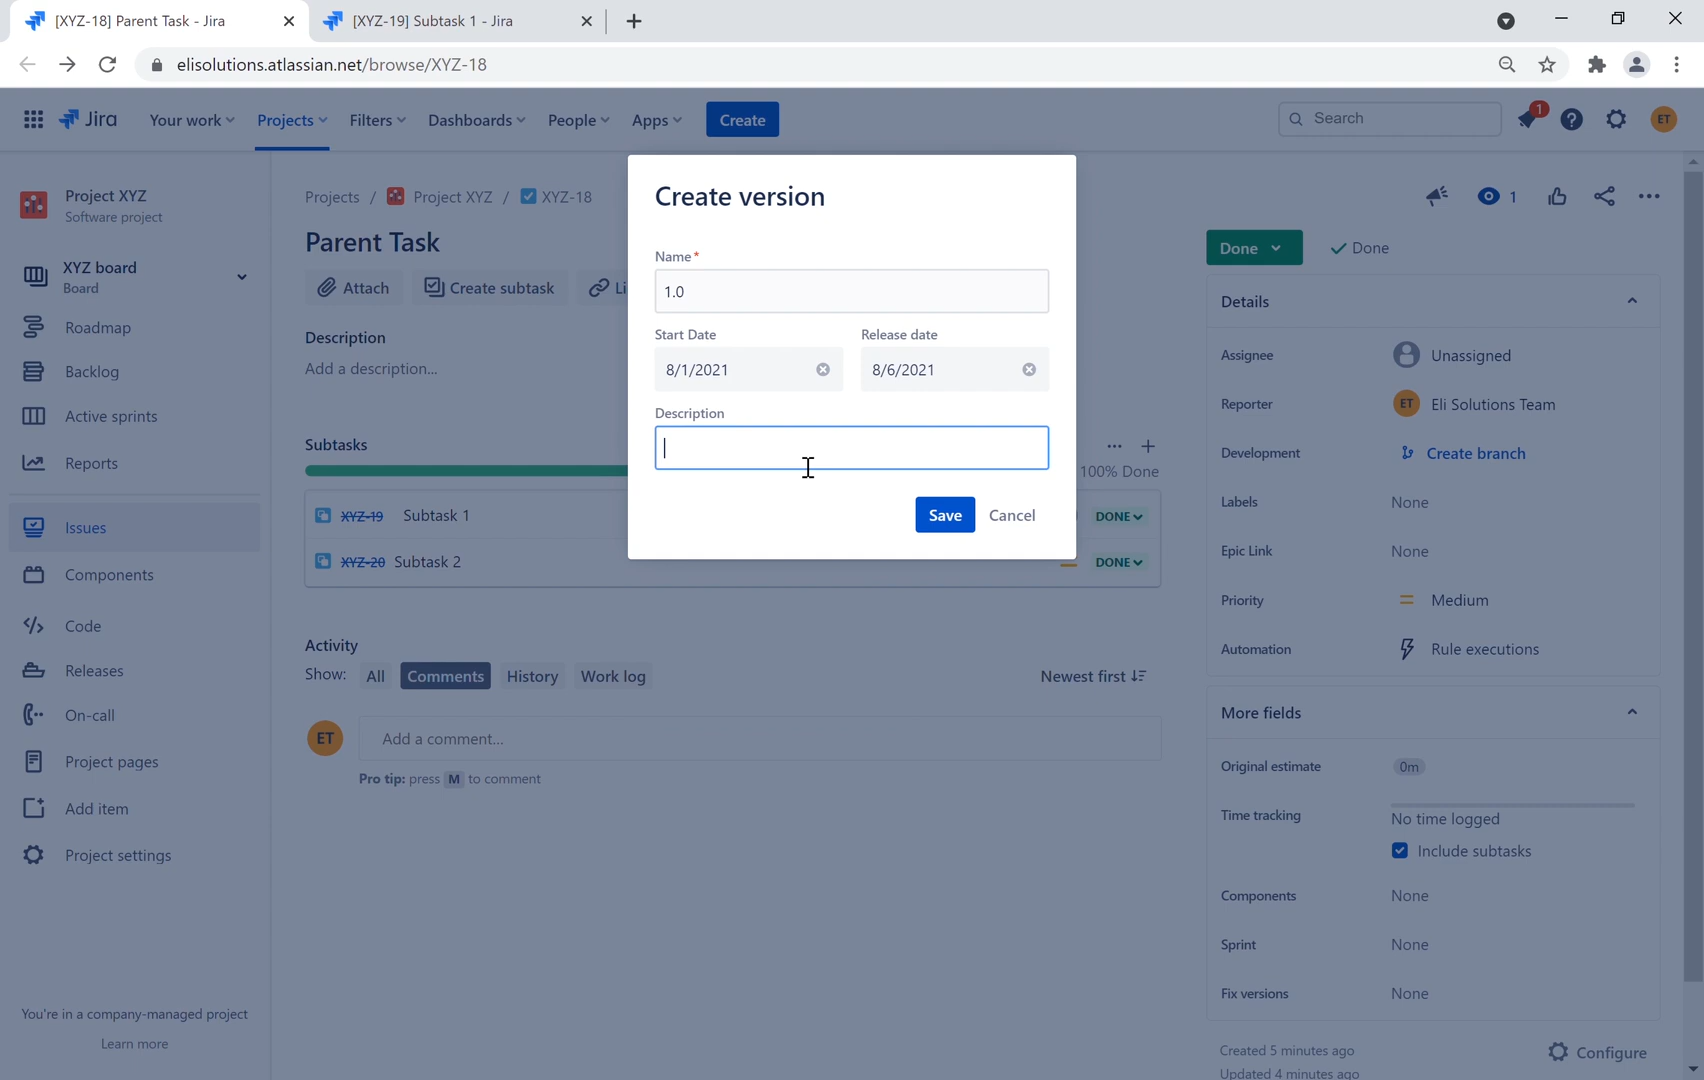 [XYZ-18] Parent Task - Jira
[XYZ-19] Subtask 1 - Jira
elisolutions.atlassian.net/browse/XYZ-18
Jira
Your work
Projects
Filters
Dashboards
People
Apps
Create
Search
1
ET
Project XYZ
Software project
XYZ board
Board
Roadmap
Backlog
Active sprints
Reports
Issues
Components
Code
Releases
On-call
Project pages
Add item
Project settings
You're in a company-managed project
Learn more
Projects / Project XYZ / XYZ-18
Parent Task
Attach
Create subtask
Li
Description
Add a description...
Subtasks
100% Done
XYZ-19 Subtask 1
DONE
XYZ-20 Subtask 2
DONE
Activity
Show: All Comments History Work log
Newest first
ET
Add a comment...
Pro tip: press M to comment
Create version
Name*
1.0
Start Date
Release date
8/1/2021
8/6/2021
Description
Save
Cancel
1
Done
Done
Details
Assignee
Unassigned
Reporter
ET Eli Solutions Team
Development
Create branch
Labels
None
Epic Link
None
Priority
Medium
Automation
Rule executions
More fields
Original estimate
0m
Time tracking
No time logged
Include subtasks
Components
None
Sprint
None
Fix versions
None
Created 5 minutes ago
Updated 4 minutes ago
Configure